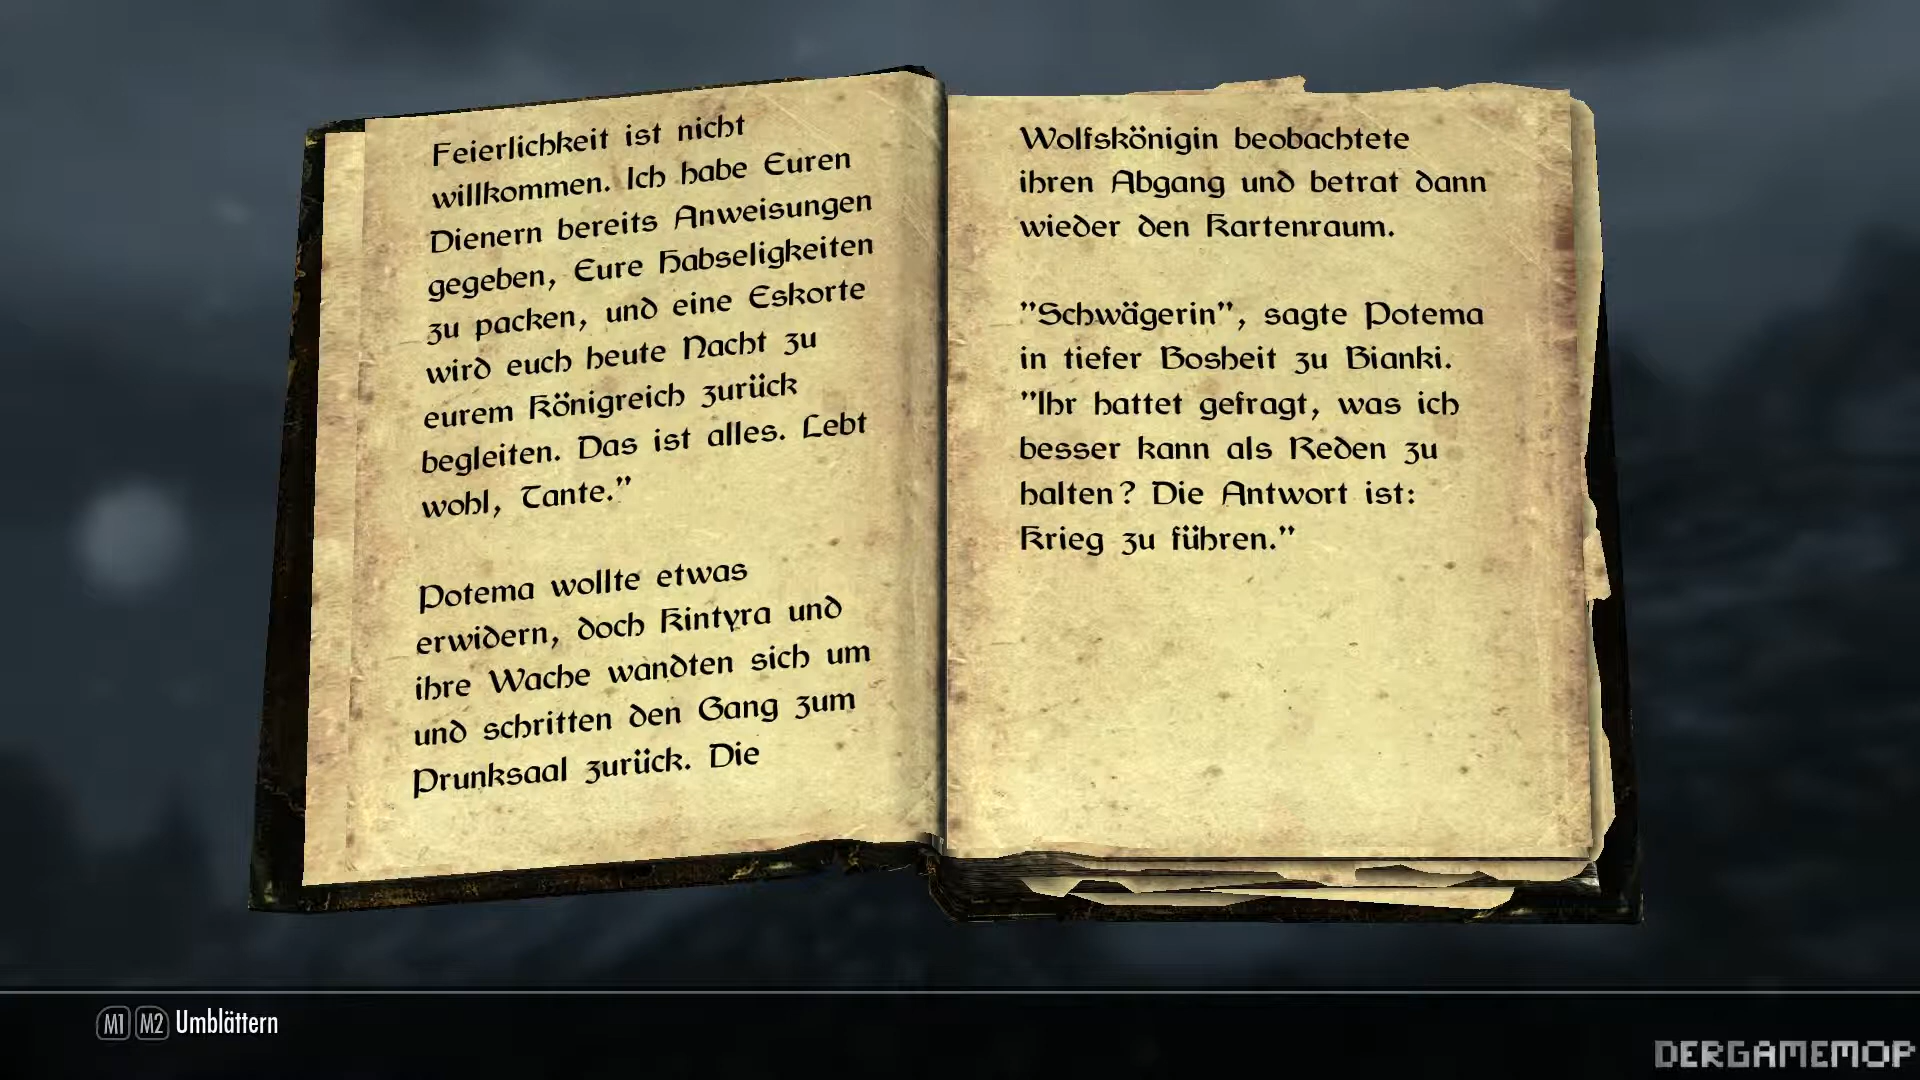 Feierlichkeit ist nicht
willkommen. Ich habe Euren
Dienern bereits Anweisungen
gegeben, Eure Habseligkeiten
zu packen, und eine Eskorte
wird euch heute Nacht zu
eurem Königreich zurück
begleiten. Das ist alles. Lebt
wohl, Tante."
Potema wollte etwas
erwidern, doch Kintyra und
ihre Wache wandten sich um
und schritten den Gang zum
Prunksaal zurück. Die
Wolfskönigin beobachtete
ihren Abgang und betrat dann
wieder den Kartenraum.
"Schwägerin", sagte Potema
in tiefer Bosheit zu Bianki.
"Ihr hattet gefragt, was ich
besser kann als Reden zu
halten? Die Antwort ist:
Krieg zu führen."
M1 M2 Umblättern
DERGAMEMOP